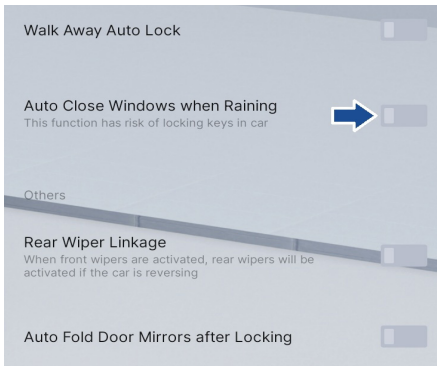 Walk Away Auto Lock
Auto Close Windows when Raining
This function has risk of locking keys in car
Others
Rear Wiper Linkage
When front wipers are activated, rear wipers will be
activated if the car is reversing
Auto Fold Door Mirrors after Locking